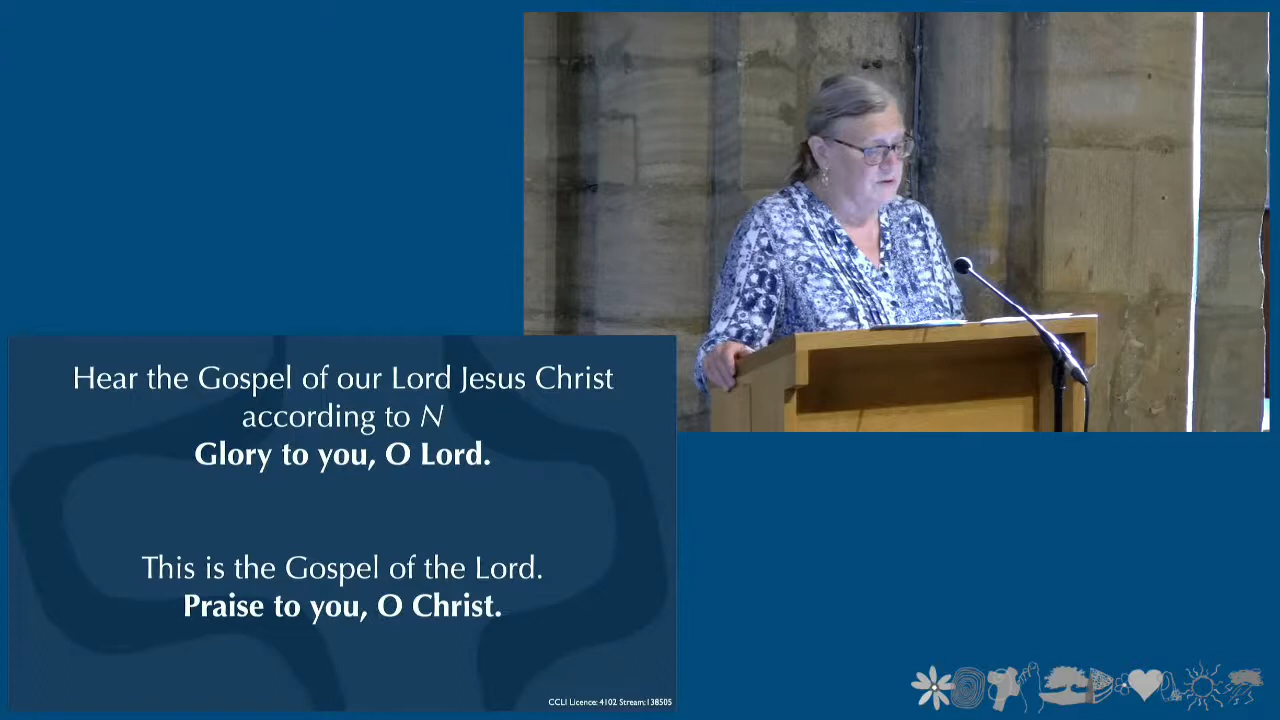 Hear the Gospel of our Lord Jesus Christ
according to N
Glory to you, O Lord.
This is the Gospel of the Lord.
Praise to you, O Christ.
CCLI Licence: 4102 Stream:138505